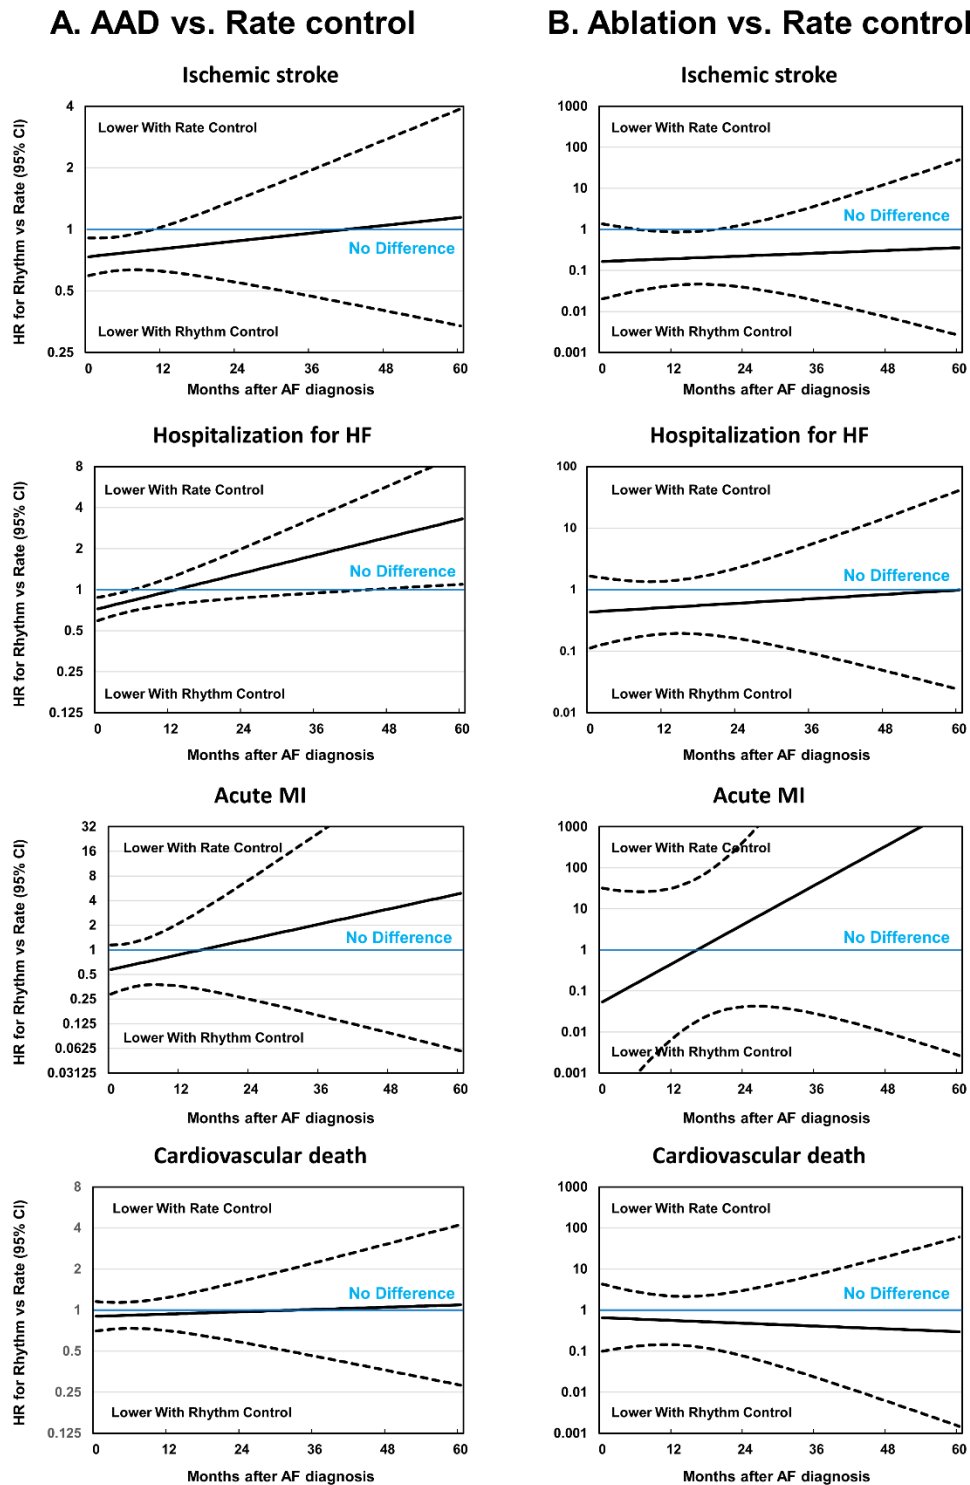 A. AAD vs. Rate control
Ischemic stroke
HR for Rhythm vs Rate (95% CI)
4
2
1
0.5
0.25
Lower With Rate Control
No Difference
Lower With Rhythm Control
0 12 24 36 48 60
Months after AF diagnosis
Hospitalization for HF
HR for Rhythm vs Rate (95% CI)
8
4
2
1
0.5
0.25
0.125
Lower With Rate Control
No Difference
Lower With Rhythm Control
0 12 24 36 48 60
Months after AF diagnosis
Acute MI
HR for Rhythm vs Rate (95% CI)
32
16
8
4
2
1
0.5
0.25
0.125
0.0625
0.03125
Lower With Rate Control
No Difference
Lower With Rhythm Control
0 12 24 36 48 60
Months after AF diagnosis
Cardiovascular death
HR for Rhythm vs Rate (95% CI)
8
4
2
1
0.5
0.25
0.125
Lower With Rate Control
No Difference
Lower With Rhythm Control
0 12 24 36 48 60
Months after AF diagnosis
B. Ablation vs. Rate control
Ischemic stroke
1000
100
10
1
0.1
0.01
0.001
Lower With Rate Control
No Difference
Lower With Rhythm Control
0 12 24 36 48 60
Months after AF diagnosis
Hospitalization for HF
100
10
1
0.1
0.01
Lower With Rate Control
No Difference
Lower With Rhythm Control
0 12 24 36 48 60
Months after AF diagnosis
Acute MI
1000
100
10
1
0.1
0.01
0.001
Lower With Rate Control
No Difference
Lower With Rhythm Control
0 12 24 36 48 60
Months after AF diagnosis
Cardiovascular death
1000
100
10
1
0.1
0.01
0.001
Lower With Rate Control
No Difference
Lower With Rhythm Control
0 12 24 36 48 60
Months after AF diagnosis